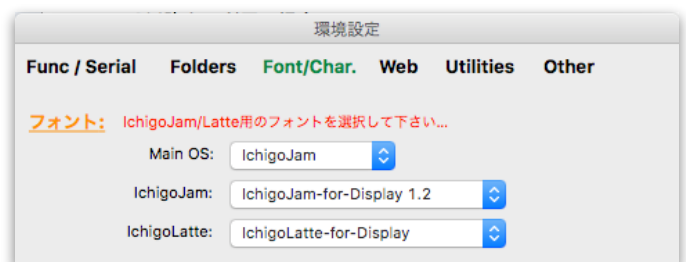 環境設定
Func / Serial Folders Font/Char. Web Utilities Other
フォント: IchigoJam/Latte用のフォントを選択して下さい...
Main OS: IchigoJam
IchigoJam: IchigoJam-for-Display 1.2
IchigoLatte: IchigoLatte-for-Display